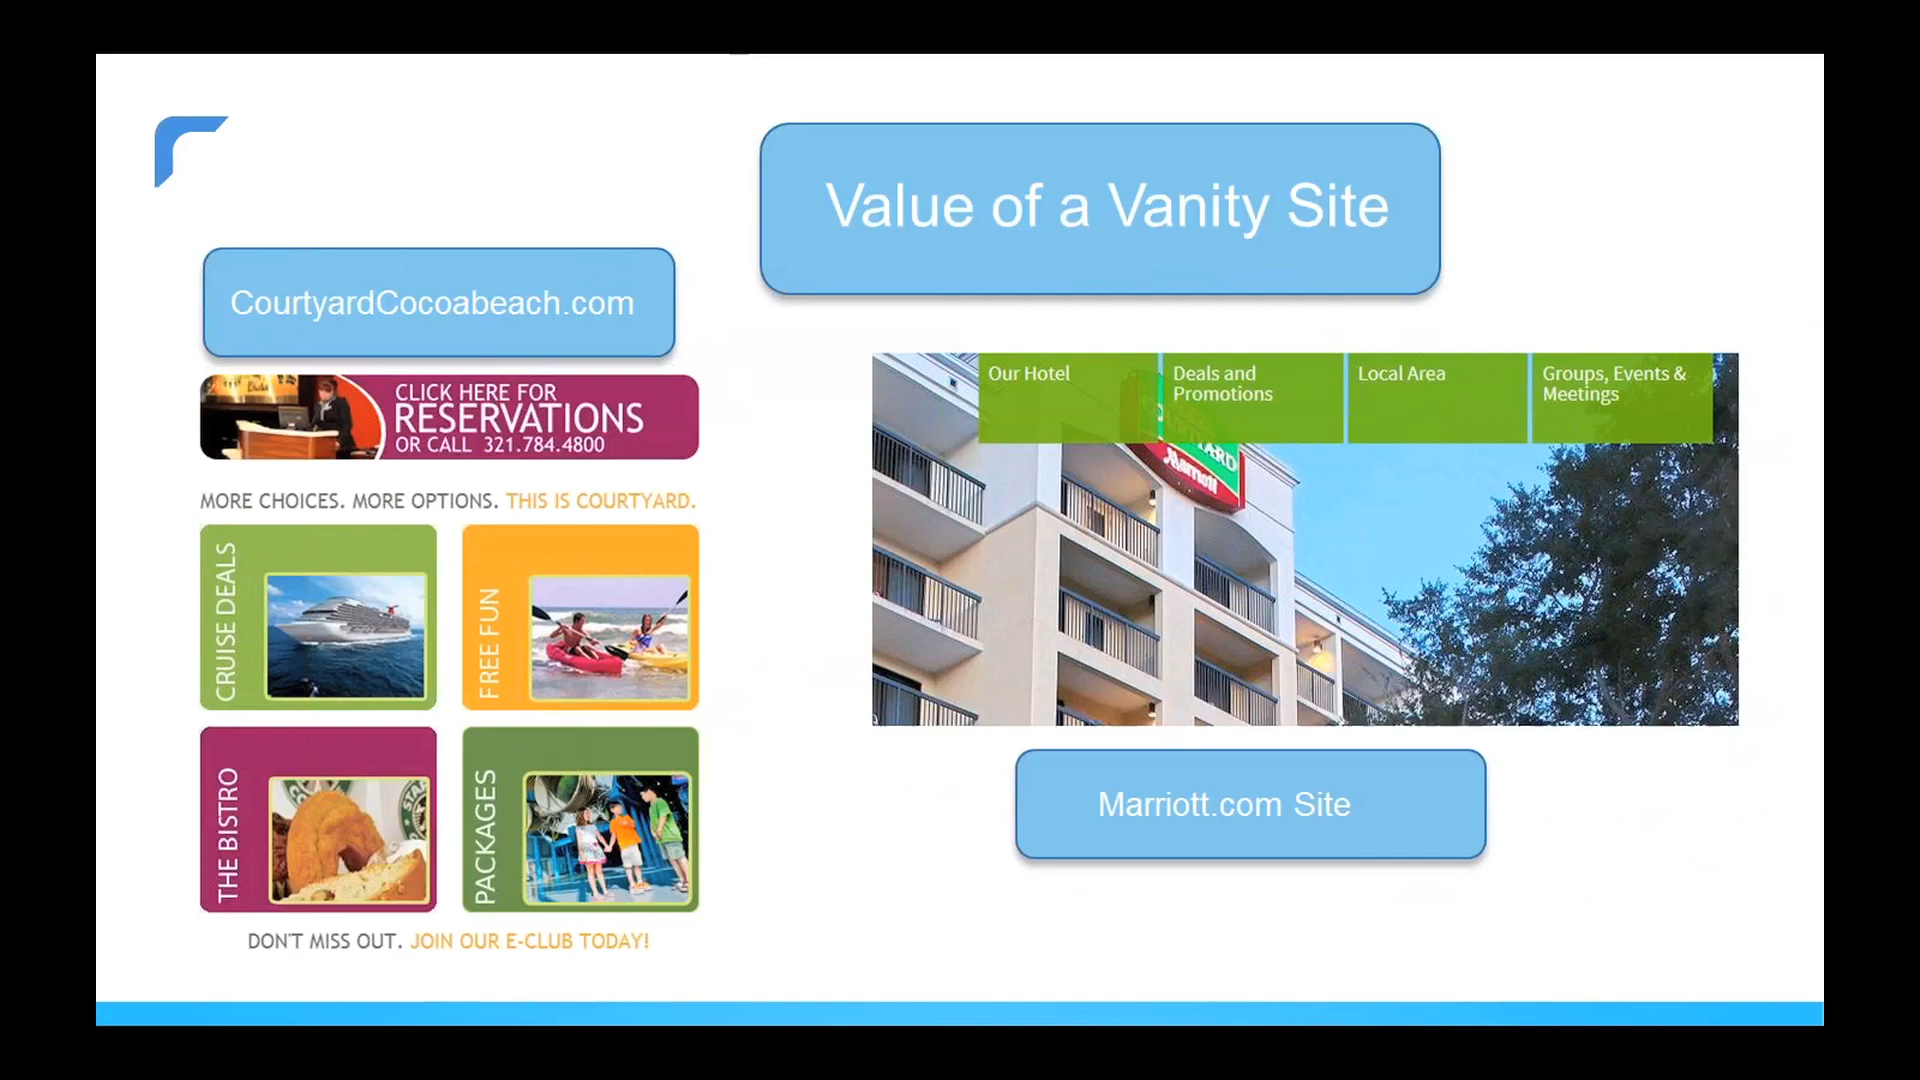 Value of a Vanity Site
CourtyardCocoabeach.com
CLICK HERE FOR
RESERVATIONS
OR CALL 321.784.4800
MORE CHOICES. MORE OPTIONS. THIS IS COURTYARD.
CRUISE DEALS
FREE FUN
THE BISTRO
PACKAGES
DON'T MISS OUT. JOIN OUR E-CLUB TODAY!
Our Hotel
Deals and
Promotions
Local Area
Groups, Events &
Meetings
Marriott
Marriott.com Site